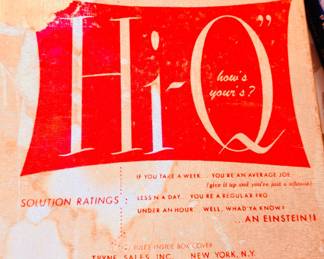 Hi-Q”
how's
your's?
IF YOU TAKE A WEEK... YOU'RE AN AVERAGE JOE
(give it up and you're just a
SOLUTION RATINGS:
LESS'N A DAY... YOU'RE A REGULAR PRO
UNDER AN HOUR WELL, WHAD'YA KNOW?
...AN EINSTEIN!!
RULES INSIDE BOX COVER
SALES, INC. NEW YORK, N.Y.